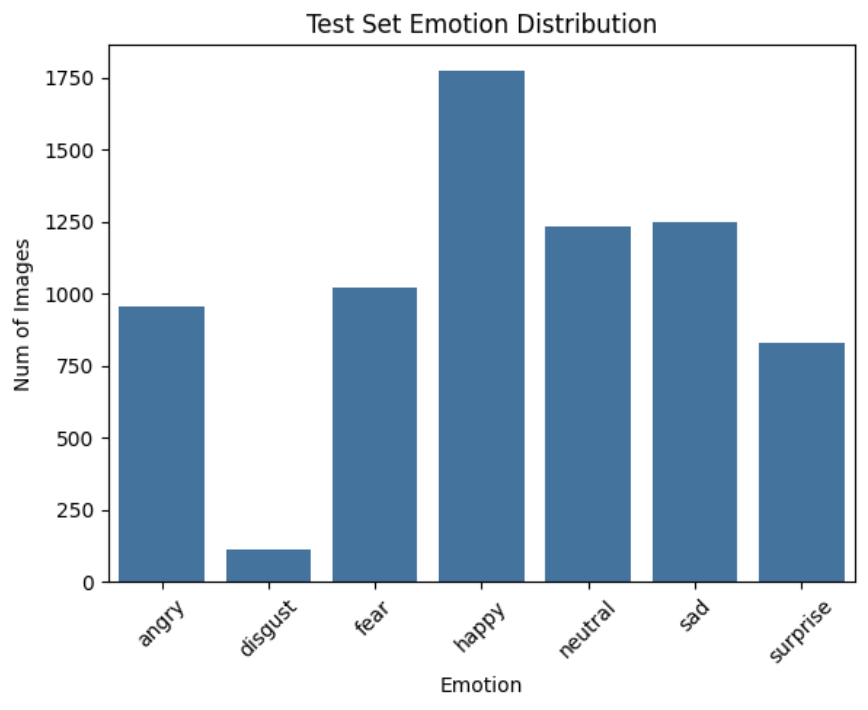 Test Set Emotion Distribution
Num of Images
1750
1500
1250
1000
750
500
250
0
angry
disgust
fear
happy
neutral
sad
surprise
Emotion